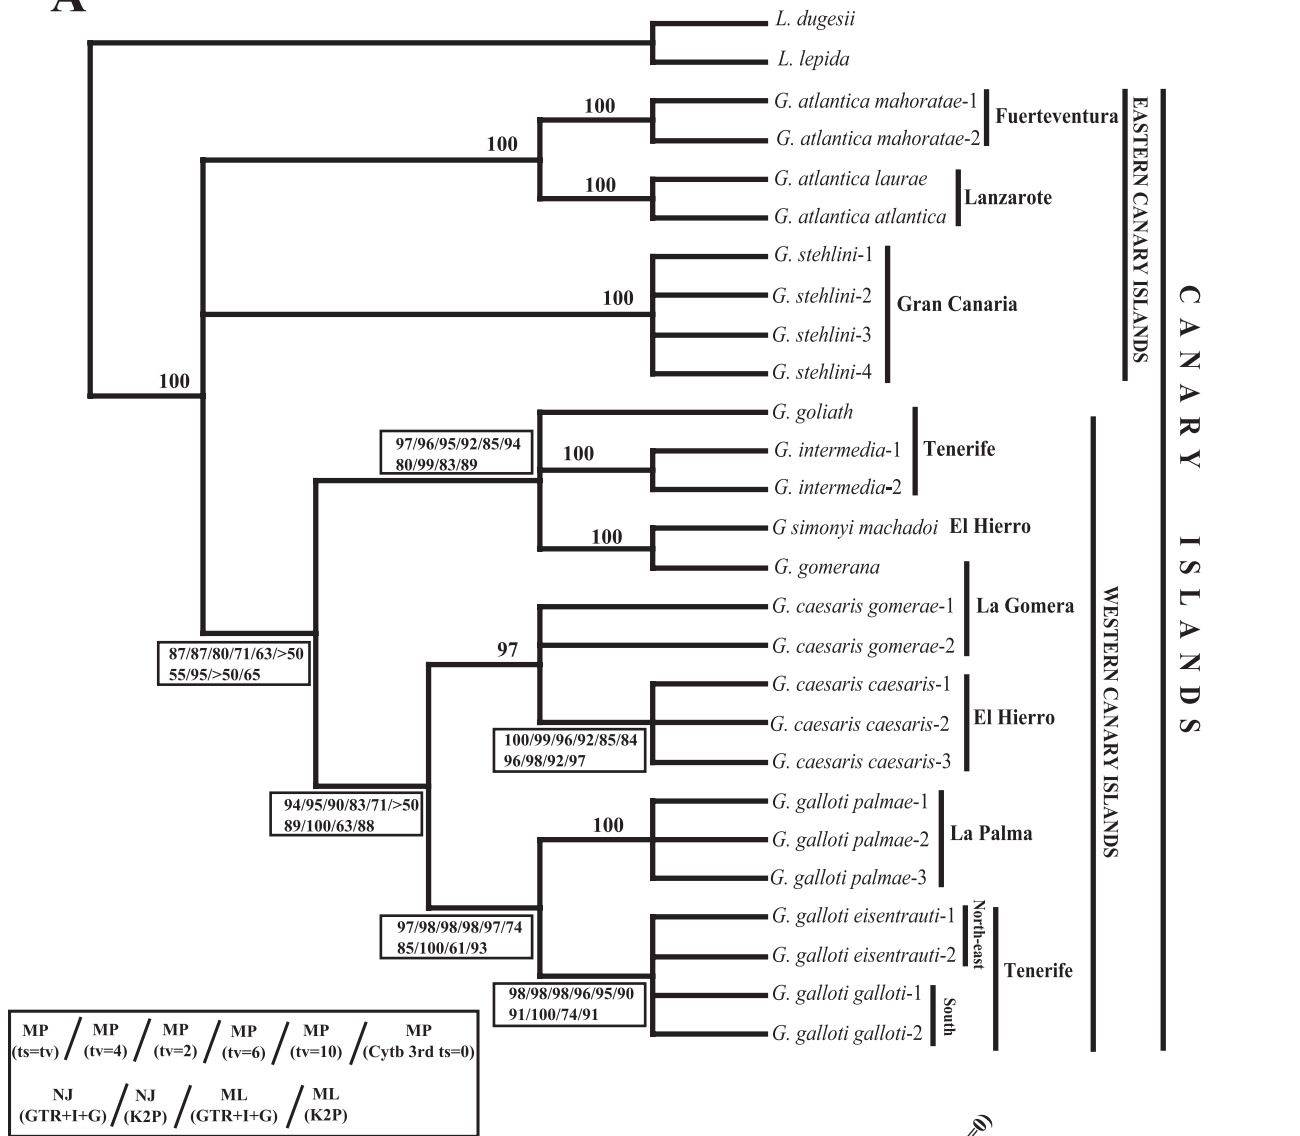 A
L. dugesii
L. lepida
100
G. atlantica mahoratae-1
G. atlantica mahoratae-2
Fuerteventura
100
100
G. atlantica laurae
G. atlantica atlantica
Lanzarote
G. stehlini-1
G. stehlini-2
G. stehlini-3
G. stehlini-4
100
Gran Canaria
EASTERN CANARY ISLANDS
100
G. goliath
97/96/95/92/85/94
80/99/83/89
100
G. intermedia-1
G. intermedia-2
Tenerife
100
G simonyi machadoi El Hierro
G. gomerana
G. caesaris gomerae-1
G. caesaris gomerae-2
La Gomera
87/87/80/71/63/>50
55/95/>50/65
97
G. caesaris caesaris-1
G. caesaris caesaris-2
G. caesaris caesaris-3
El Hierro
100/99/96/92/85/84
96/98/92/97
94/95/90/83/71/>50
89/100/63/88
100
G. galloti palmae-1
G. galloti palmae-2
G. galloti palmae-3
La Palma
97/98/98/98/97/74
85/100/61/93
G. galloti eisentrauti-1
G. galloti eisentrauti-2
North-east
98/98/98/96/95/90
91/100/74/91
G. galloti galloti-1
G. galloti galloti-2
South
Tenerife
WESTERN CANARY ISLANDS
CANARY ISLANDS
MP / MP / MP / MP / MP / MP
(ts=tv) (tv=4) (tv=2) (tv=6) (tv=10) (Cytb 3rd ts=0)
NJ / NJ / ML / ML
(GTR+I+G) (K2P) (GTR+I+G) (K2P)